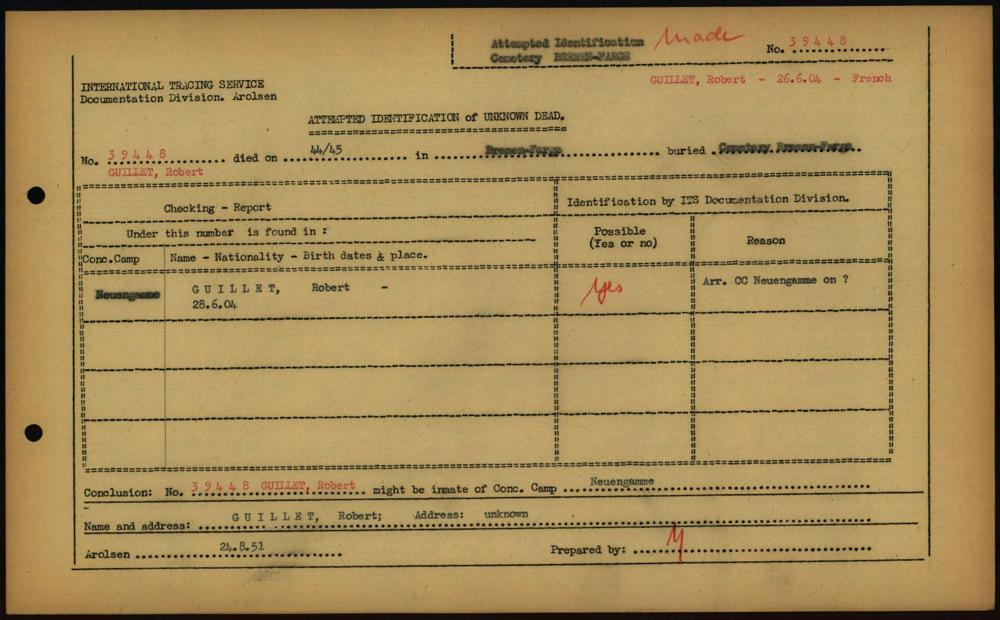 Attempted Identification Made
Cemetery BREMEN-FARGE
No. 39448
GUILLET, Robert - 26.6.04 - French
INTERNATIONAL TRACING SERVICE
Documentation Division. Arolsen
ATTEMPTED IDENTIFICATION of UNKNOWN DEAD.
No. 39448 died on 44/45 in Bremen-Farge buried Cemetery Bremen-Farge.
GUILLET, Robert
Checking - Report
Identification by ITS Documentation Division.
Under this number is found in :
Possible
(Yes or no)
Reason
Conc.Camp
Name - Nationality - Birth dates & place.
Neuengamme
G U I L L E T, Robert -
28.6.04
Yes
Arr. CC Neuengamme on ?
Conclusion: No. 39448 GUILLET, Robert might be inmate of Conc. Camp Neuengamme
Name and address: G U I L L E T, Robert; Address: unknown
Arolsen 24.8.51
Prepared by: